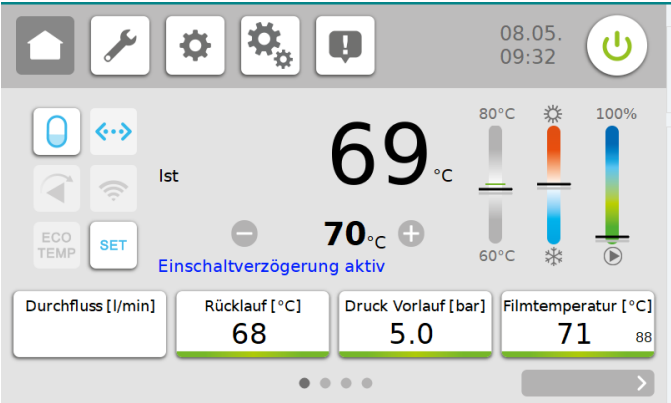 08.05.
09:32
80°C
100%
Ist
69 °C
ECO
TEMP
SET
70 °C
60°C
Einschaltverzögerung aktiv
Durchfluss [l/min]
Rücklauf [°C]
68
Druck Vorlauf [bar]
5.0
Filmtemperatur [°C]
71
88